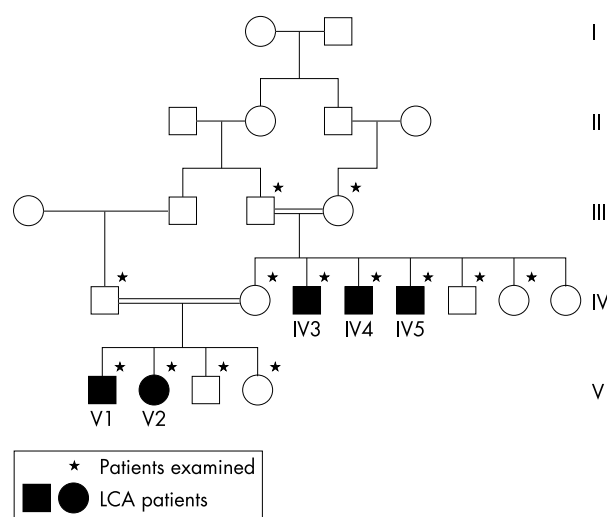 I
II
III
IV
IV3 IV4 IV5
V
V1 V2
Patients examined
LCA patients